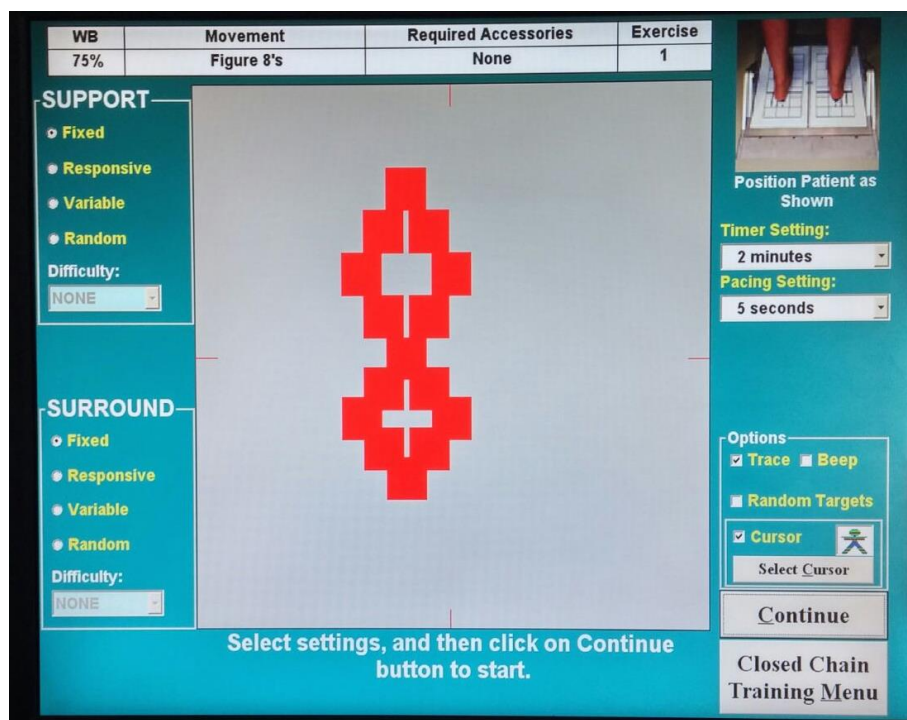 WB Movement Required Accessories Exercise
75% Figure 8's None 1
SUPPORT
Fixed
Responsive
Variable
Random
Difficulty:
NONE
SURROUND
Fixed
Responsive
Variable
Random
Difficulty:
NONE
Position Patient as
Shown
Timer Setting:
2 minutes
Pacing Setting:
5 seconds
Options
Trace Beep
Random Targets
Cursor
Select Cursor
Continue
Closed Chain
Training Menu
Select settings, and then click on Continue
button to start.